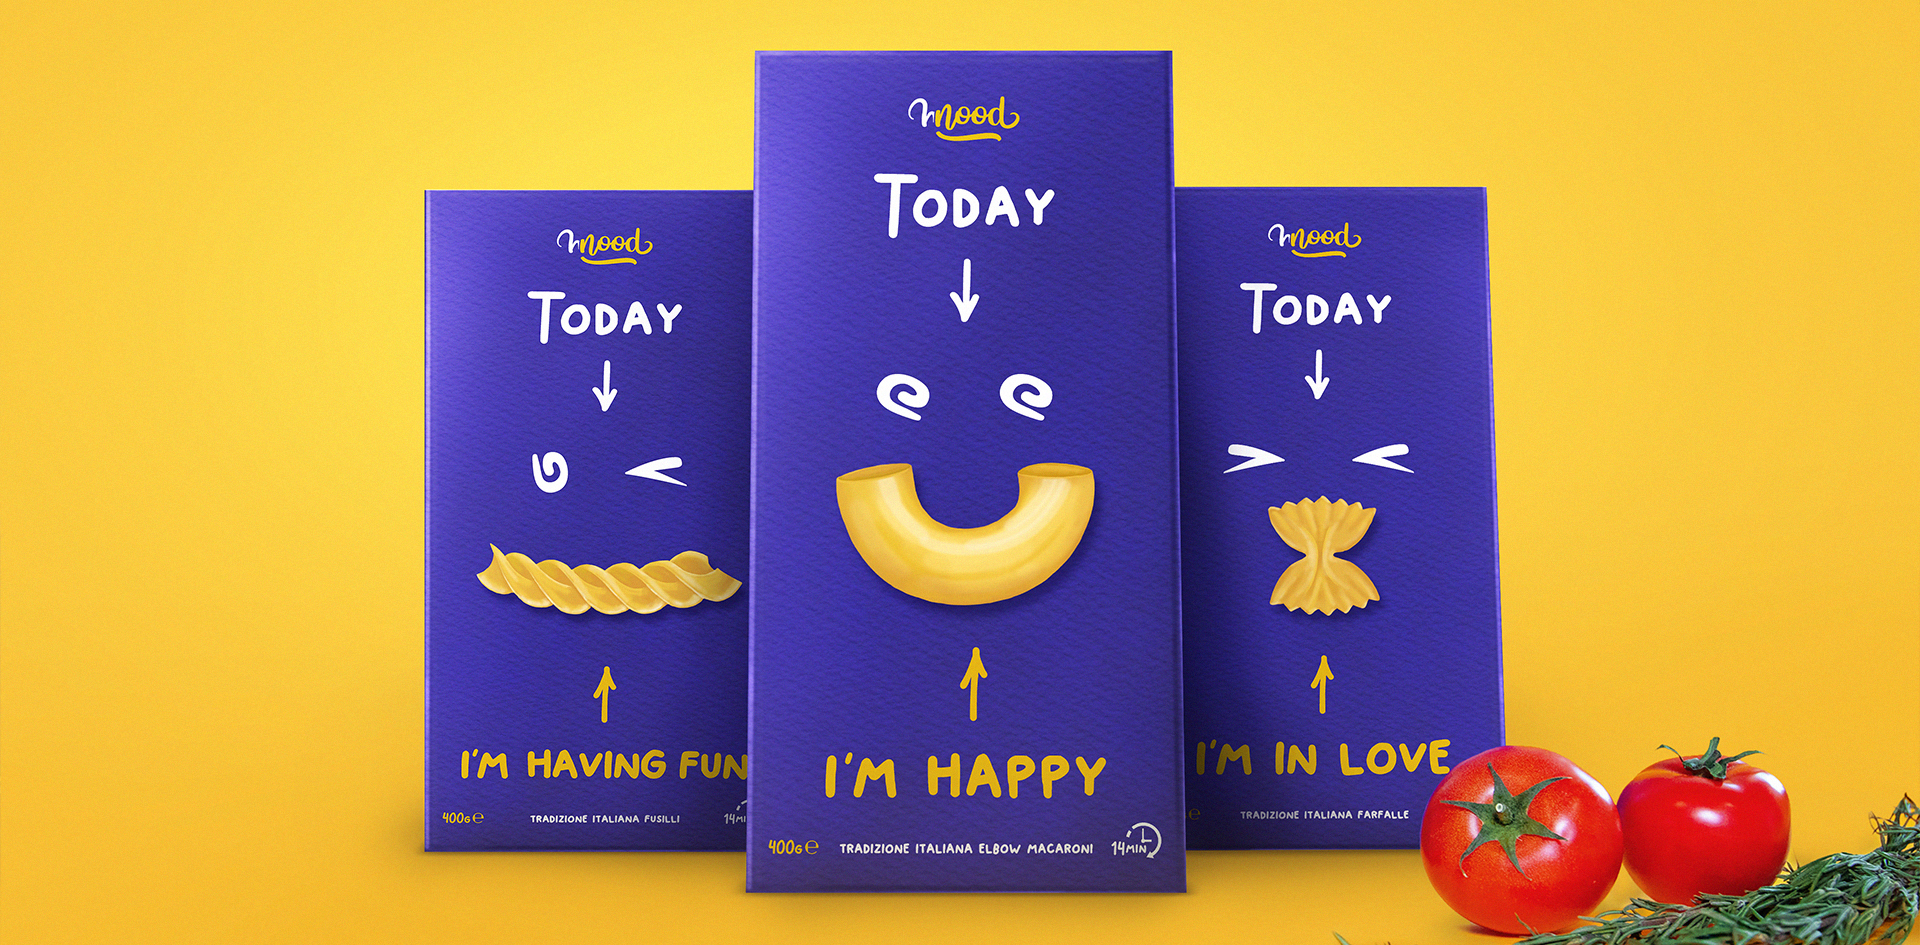 mood
TODAY
I'M HAVING FUN
400G e
TRADIZIONE ITALIANA FUSILLI
14MI
mood
TODAY
I'M HAPPY
400G e
TRADIZIONE ITALIANA ELBOW MACARONI
14MIN
mood
TODAY
I'M IN LOVE
e
TRADIZIONE ITALIANA FARFALLE